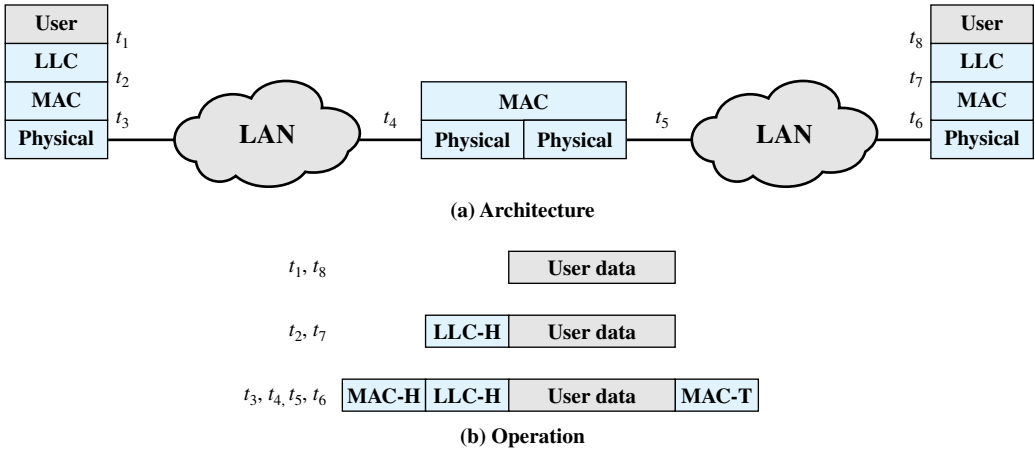 User
t1
LLC
t2
MAC
t3
Physical
LAN
t4
MAC
Physical Physical
t5
LAN
User
t8
LLC
t7
MAC
t6
Physical
(a) Architecture
t1, t8 User data
t2, t7 LLC-H User data
t3, t4, t5, t6 MAC-H LLC-H User data MAC-T
(b) Operation